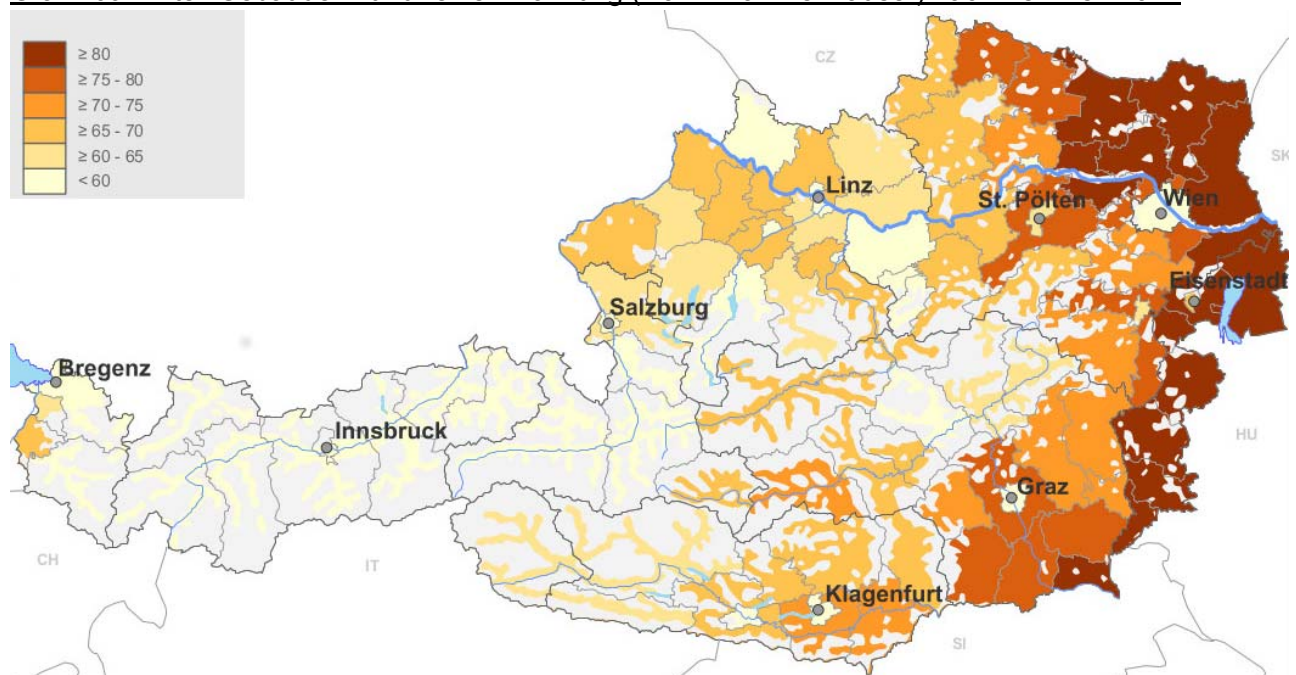 ≥ 80
≥ 75 - 80
≥ 70 - 75
≥ 65 - 70
≥ 60 - 65
< 60
CZ
SK
Linz
St. Pölten
Wien
Eisenstadt
Salzburg
Bregenz
Innsbruck
HU
Graz
CH
IT
Klagenfurt
SI